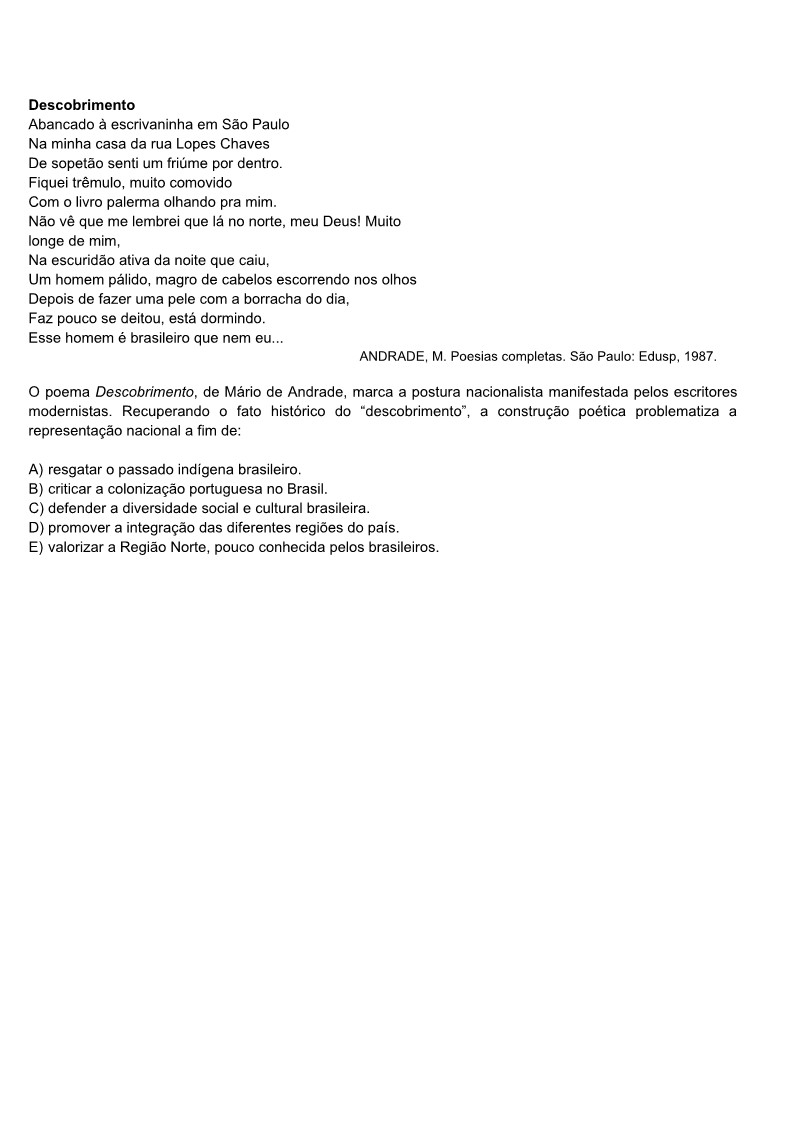 Descobrimento
Abancado à escrivaninha em São Paulo
Na minha casa da rua Lopes Chaves
De sopetão senti um friúme por dentro.
Fiquei trêmulo, muito comovido
Com o livro palerma olhando pra mim.
Não vê que me lembrei que lá no norte, meu Deus! Muito
longe de mim,
Na escuridão ativa da noite que caiu,
Um homem pálido, magro de cabelos escorrendo nos olhos
Depois de fazer uma pele com a borracha do dia,
Faz pouco se deitou, está dormindo.
Esse homem é brasileiro que nem eu...
ANDRADE, M. Poesias completas. São Paulo: Edusp, 1987.
O poema Descobrimento, de Mário de Andrade, marca a postura nacionalista manifestada pelos escritores
modernistas. Recuperando o fato histórico do “descobrimento”, a construção poética problematiza a
representação nacional a fim de:
A) resgatar o passado indígena brasileiro.
B) criticar a colonização portuguesa no Brasil.
C) defender a diversidade social e cultural brasileira.
D) promover a integração das diferentes regiões do país.
E) valorizar a Região Norte, pouco conhecida pelos brasileiros.